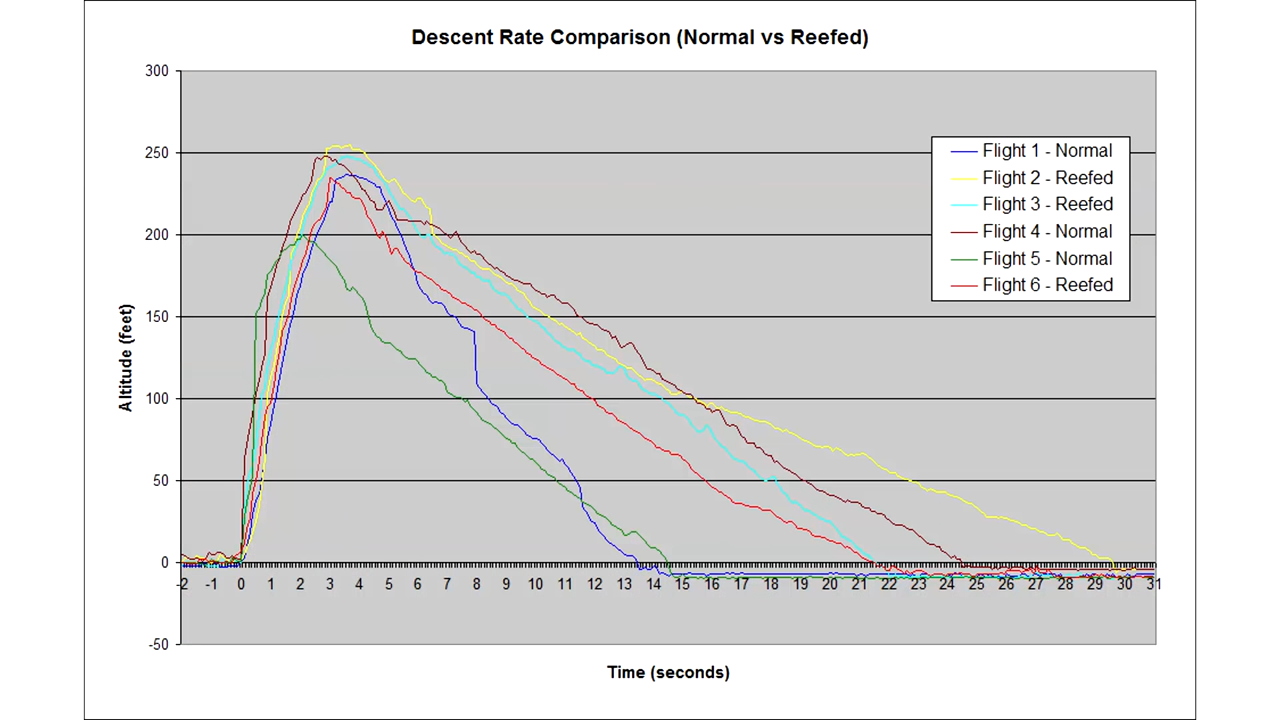 Descent Rate Comparison (Normal vs Reefed)
300
250
200
150
100
50
0
-50
Altitude (feet)
Flight 1 - Normal
Flight 2 - Reefed
Flight 3 - Reefed
Flight 4 - Normal
Flight 5 - Normal
Flight 6 - Reefed
-2 -1 0 1 2 3 4 5 6 7 8 9 10 11 12 13 14 15 16 17 18 19 20 21 22 23 24 25 26 27 28 29 30 31
Time (seconds)